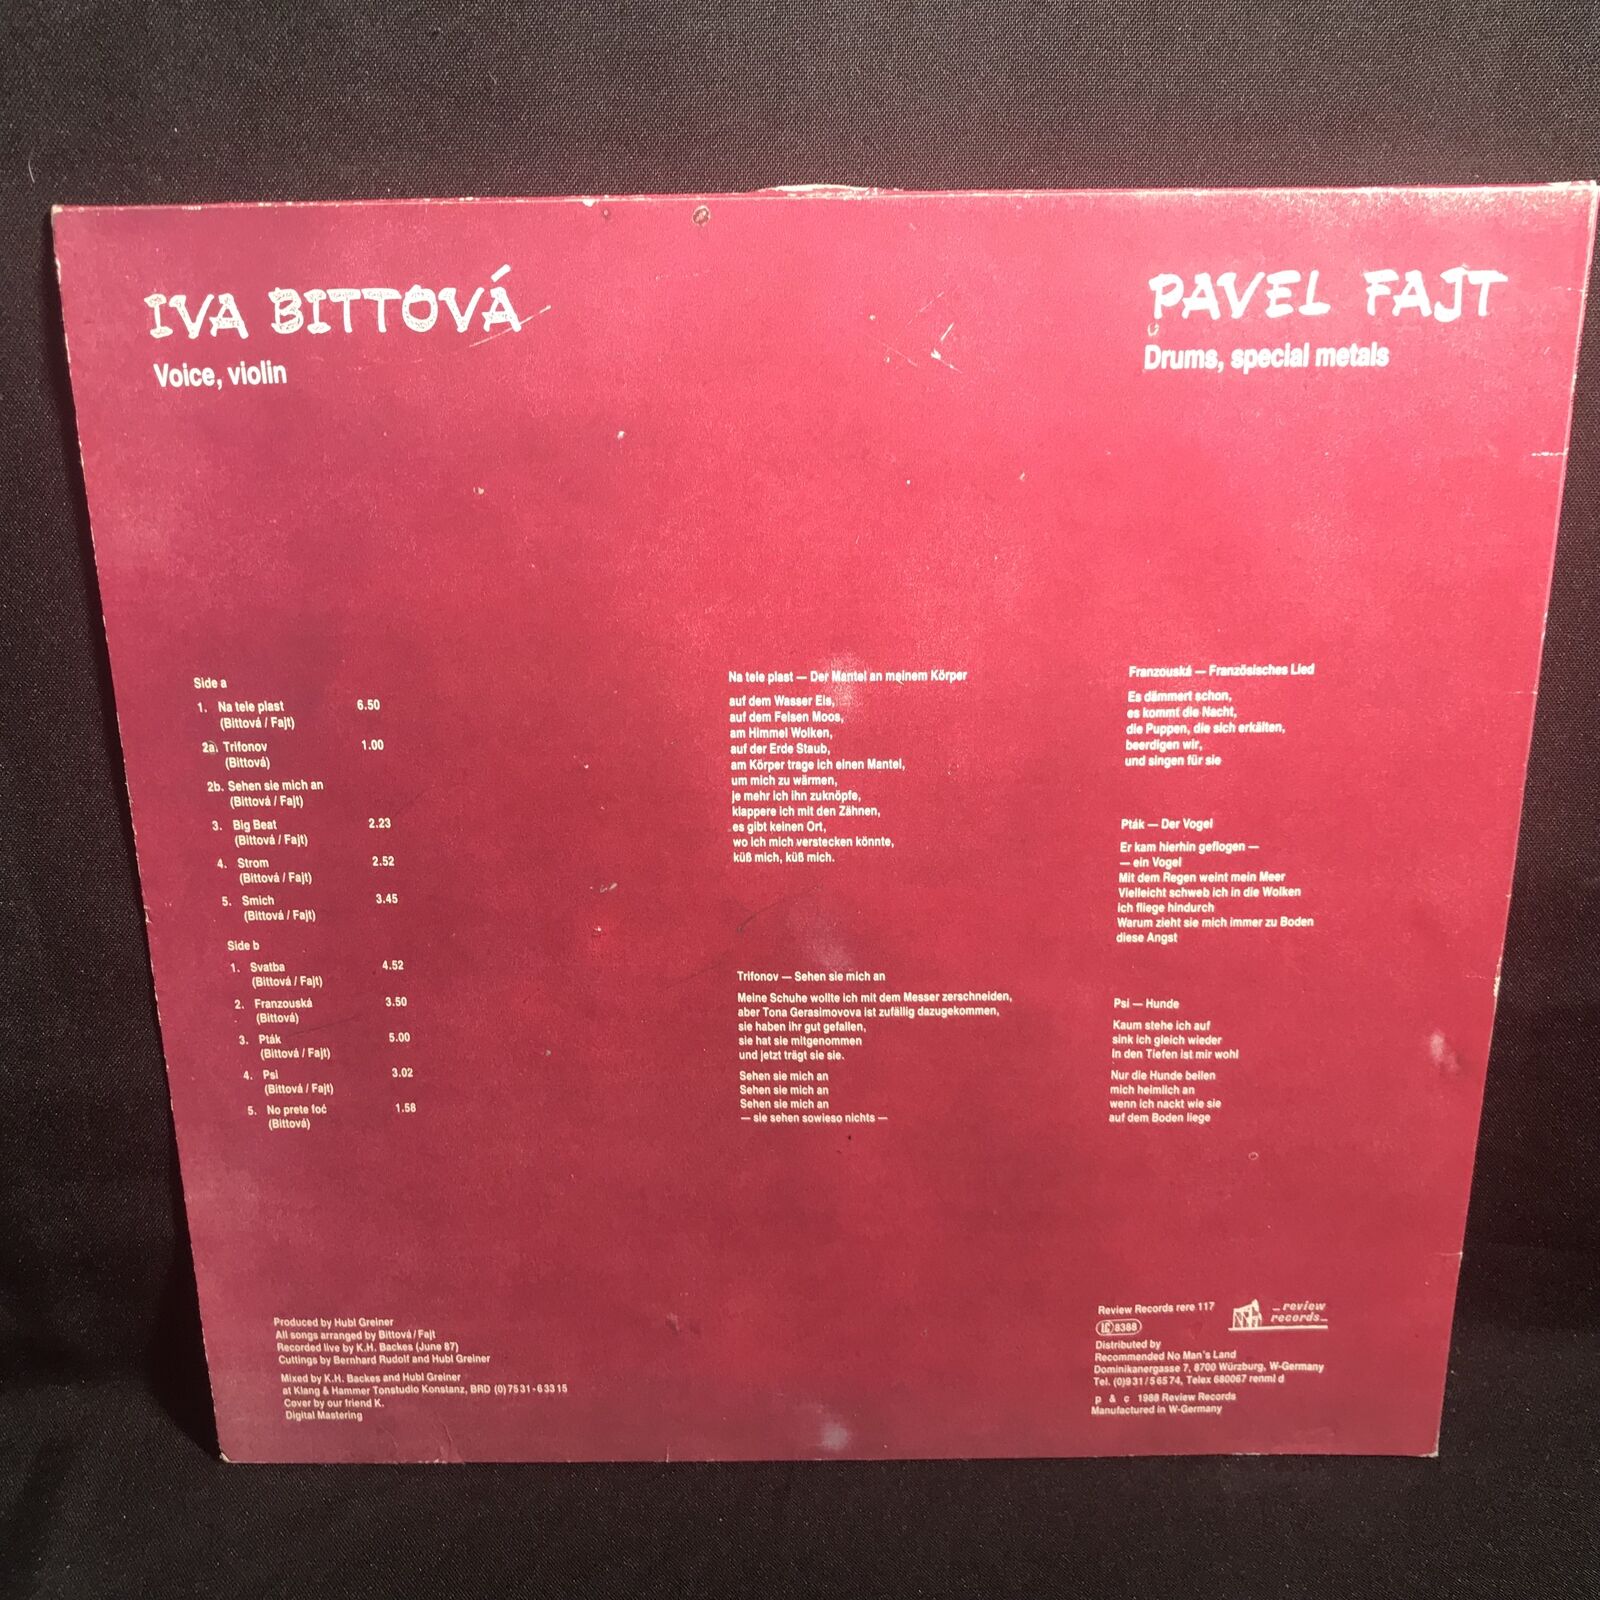 IVA BITTOVÁ
Voice, violin
PAVEL FAJT
Drums, special metals
Side a
1. Na tele plast 6.50
(Bittová / Fajt)
2a. Trifonov 1.00
(Bittová)
2b. Sehen sie mich an
(Bittová / Fajt)
3. Big Beat 2.23
(Bittová / Fajt)
4. Strom 2.52
(Bittová / Fajt)
5. Smich 3.45
(Bittová / Fajt)
Side b
1. Svatba 4.52
(Bittová / Fajt)
2. Franzouská 3.50
(Bittová)
3. Pták 5.00
(Bittová / Fajt)
4. Psi 3.02
(Bittová / Fajt)
5. No prete foč 1.58
(Bittová)
Na tele plast — Der Mantel an meinem Körper
auf dem Wasser Eis,
auf dem Felsen Moos,
am Himmel Wolken,
auf der Erde Staub,
am Körper trage ich einen Mantel,
um mich zu wärmen,
je mehr ich ihn zuknöpfe,
klappere ich mit den Zähnen,
es gibt keinen Ort,
wo ich mich verstecken könnte,
küß mich, küß mich.
Trifonov — Sehen sie mich an
Meine Schuhe wollte ich mit dem Messer zerschneiden,
aber Tona Gerasimovova ist zufällig dazugekommen,
sie haben ihr gut gefallen,
sie hat sie mitgenommen
und jetzt trägt sie sie.
Sehen sie mich an
Sehen sie mich an
Sehen sie mich an
— sie sehen sowieso nichts —
Franzouská — Französisches Lied
Es dämmert schon,
es kommt die Nacht,
die Puppen, die sich erkälten,
beerdigen wir,
und singen für sie
Pták — Der Vogel
Er kam hierhin geflogen —
— ein Vogel
Mit dem Regen weint mein Meer
Vielleicht schweb ich in die Wolken
ich fliege hindurch
Warum zieht sie mich immer zu Boden
diese Angst
Psi — Hunde
Kaum stehe ich auf
sink ich gleich wieder
In den Tiefen ist mir wohl
Nur die Hunde bellen
mich heimlich an
wenn ich nackt wie sie
auf dem Boden liege
Produced by Hubl Greiner
All songs arranged by Bittová / Fajt
Recorded live by K.H. Backes (June 87)
Cuttings by Bernhard Rudolf and Hubl Greiner
Mixed by K.H. Backes and Hubl Greiner
at Klang & Hammer Tonstudio Konstanz, BRD (0) 75 31 - 6 33 15
Cover by our friend K.
Digital Mastering
Review Records rere 117
LC 8388
review
records
Distributed by
Recommended No Man's Land
Dominikanergasse 7, 8700 Würzburg, W-Germany
Tel. (0)931/56574, Telex 680067 renml d
p & c 1988 Review Records
Manufactured in W-Germany